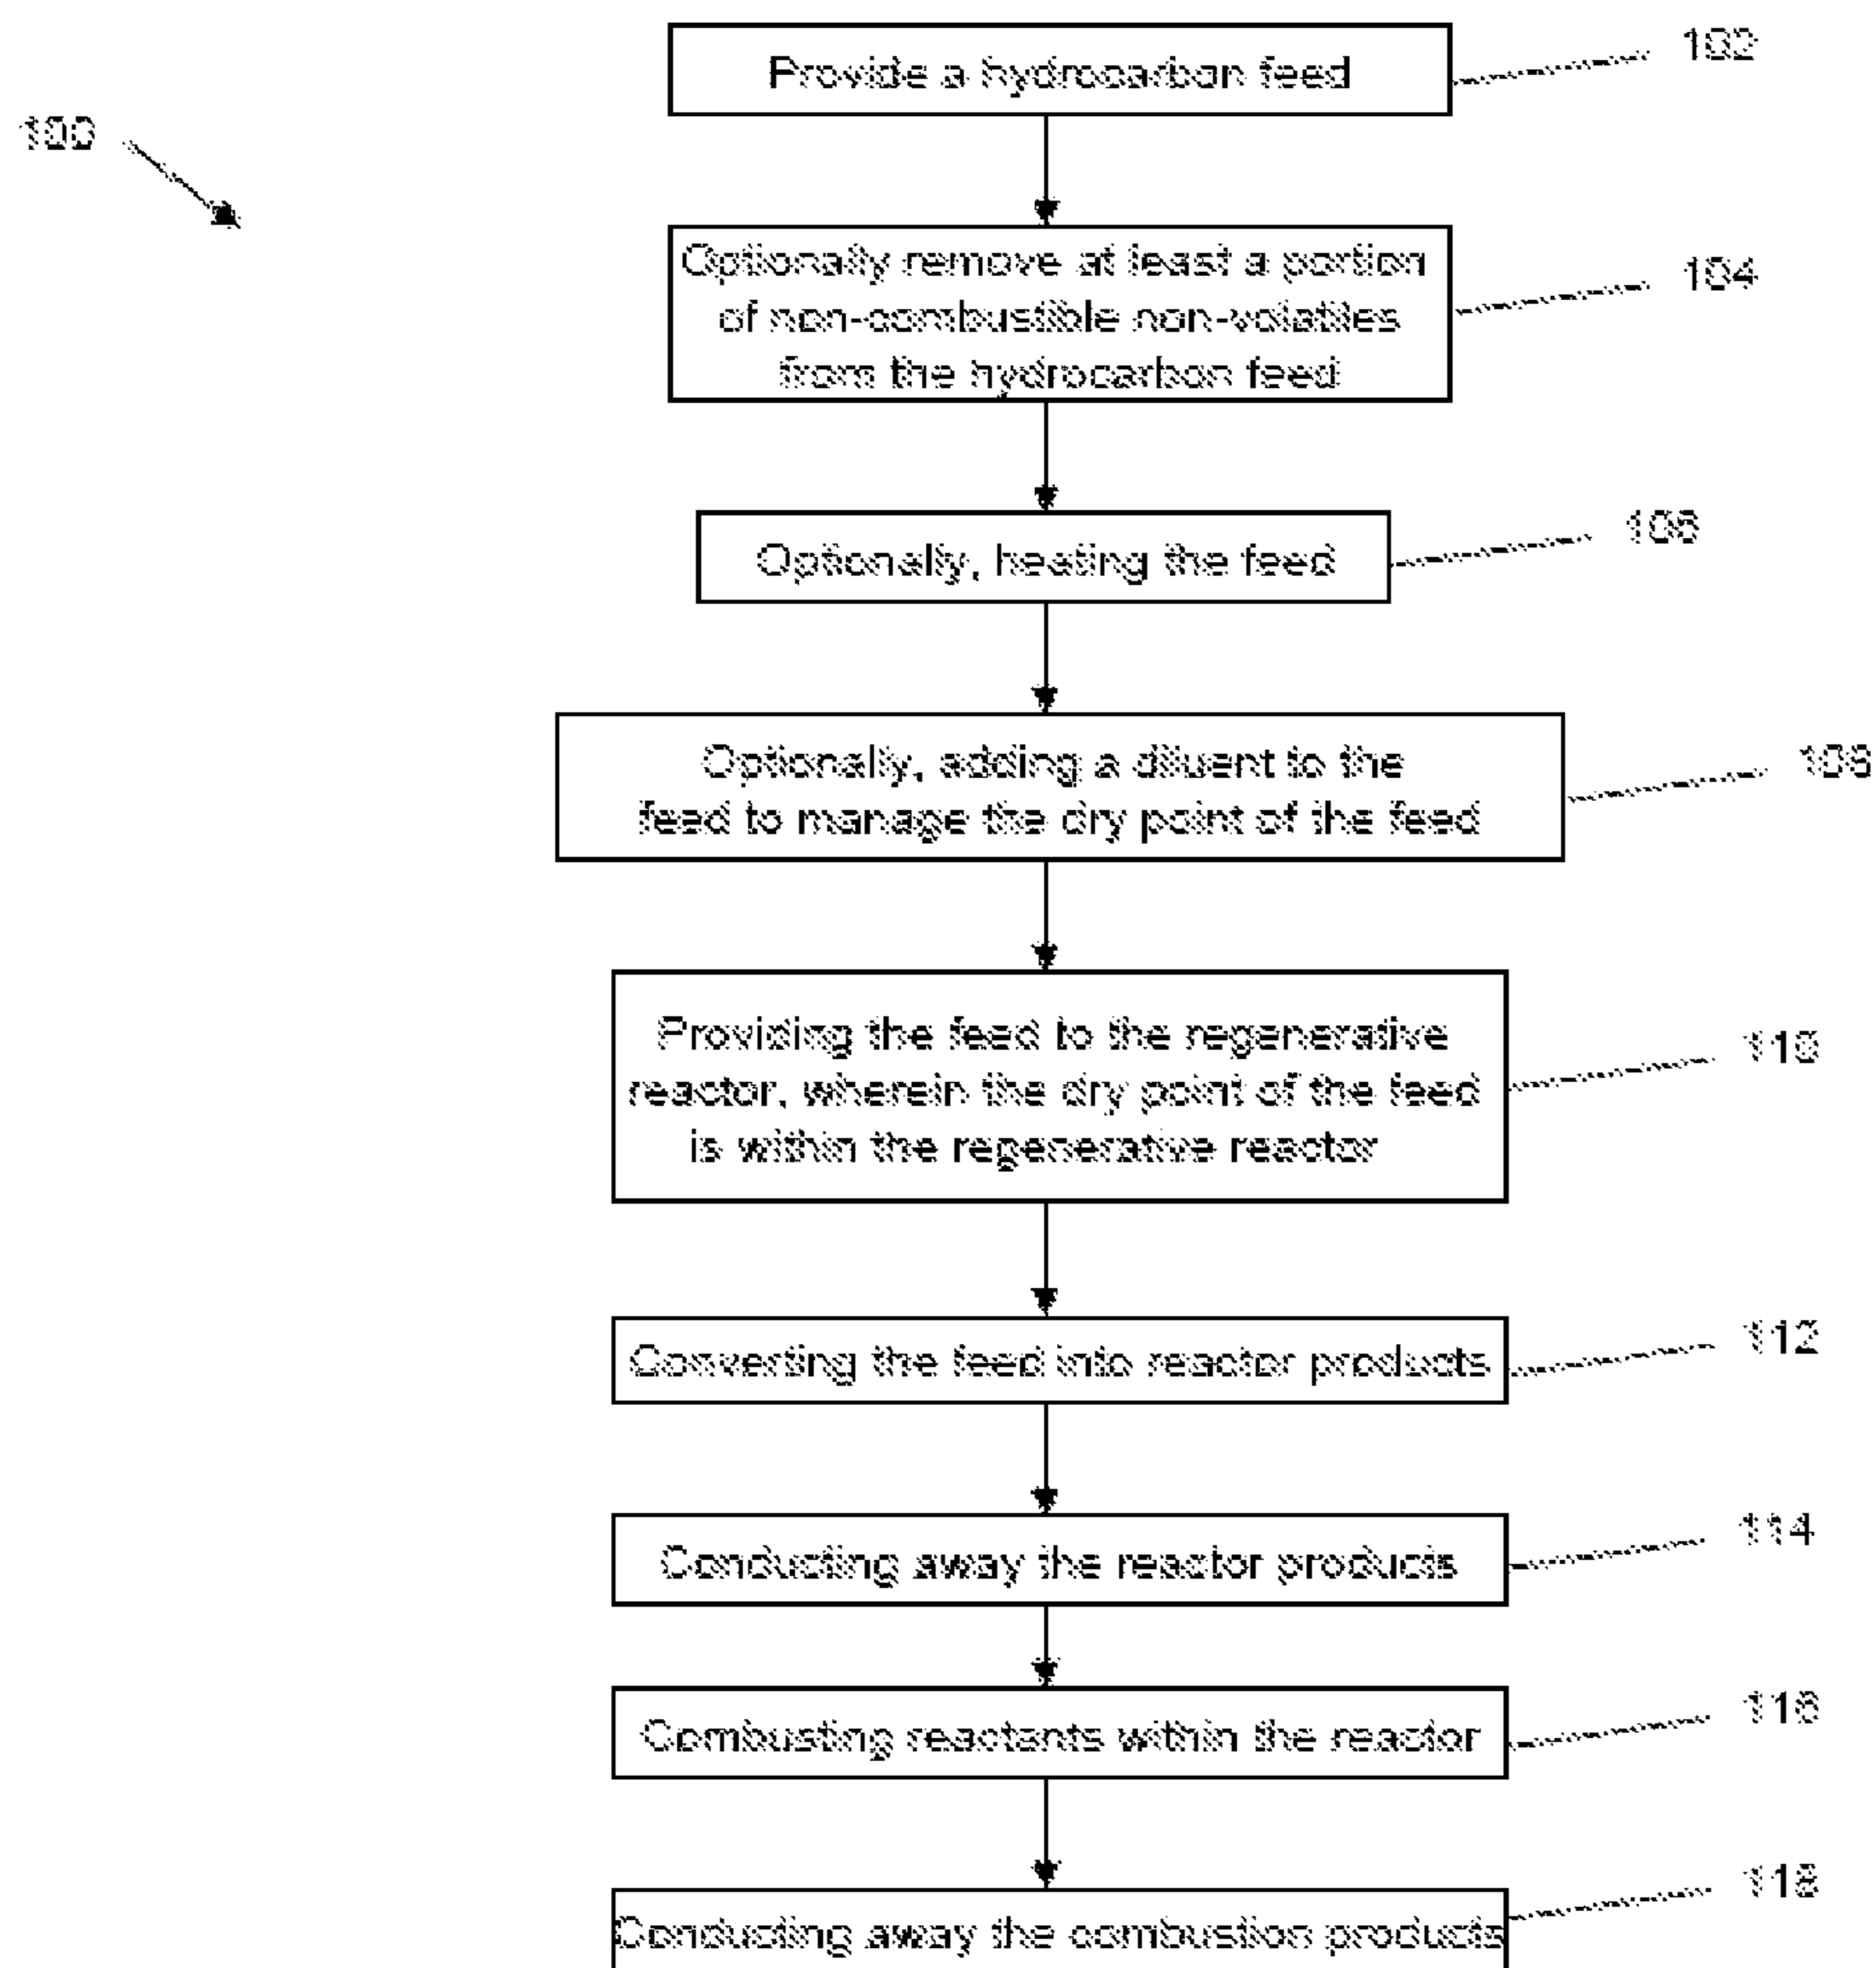 102
Provide a hydrocarbon feed
100
Optionally remove at least a portion
of non-combustible non-volatiles
from the hydrocarbon feed
104
Optionally, heating the feed
106
Optionally, adding a diluent to the
feed to manage the dry point of the feed
108
Providing the feed to the regenerative
reactor, wherein the dry point of the feed
is within the regenerative reactor
110
Converting the feed into reactor products
112
Conducting away the reactor products
114
Combusting reactants within the reactor
116
Conducting away the combustion products
118